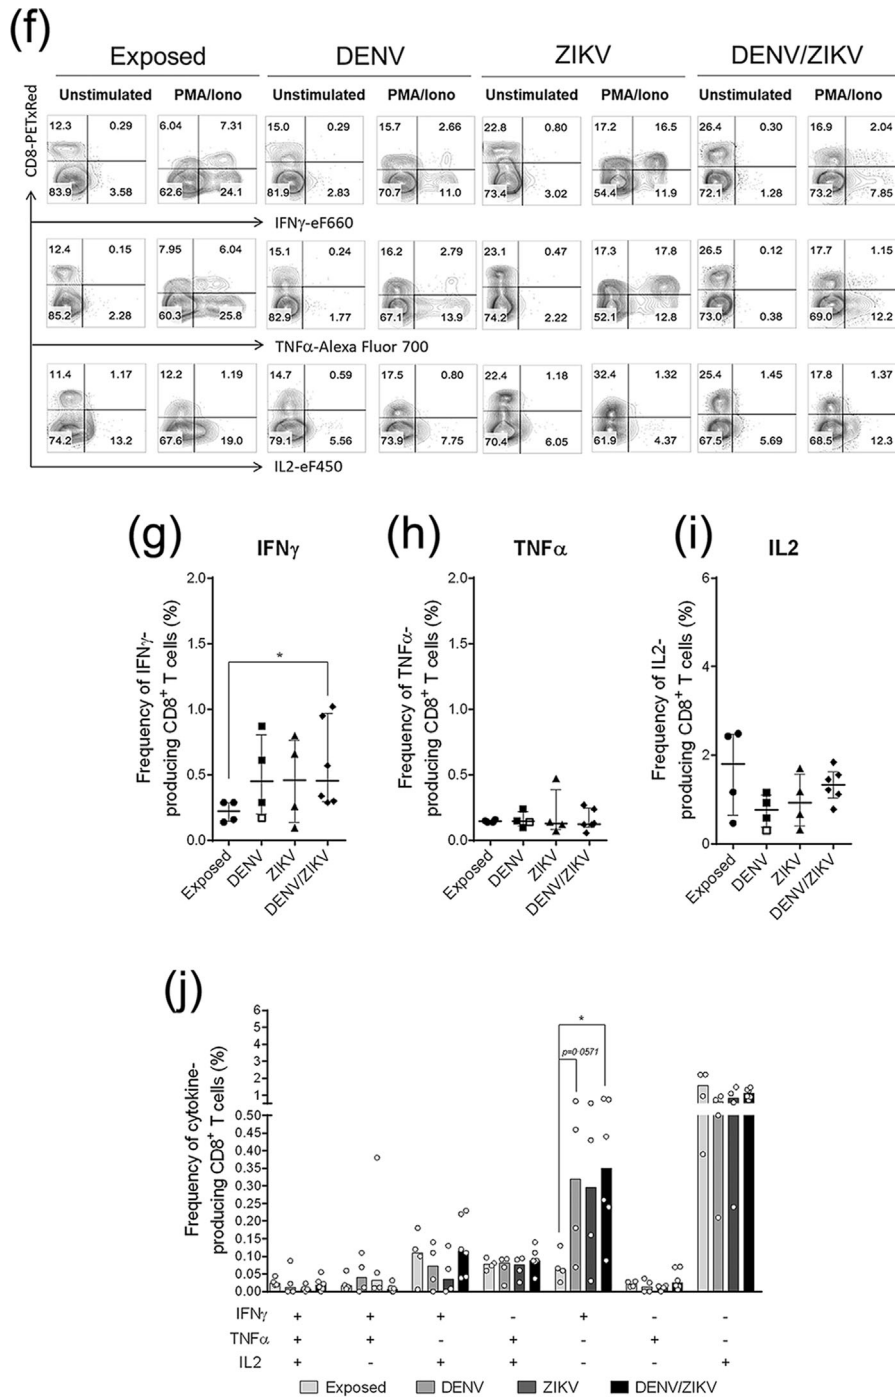 (f)
Exposed DENV ZIKV DENV/ZIKV
Unstimulated PMA/Iono Unstimulated PMA/Iono Unstimulated PMA/Iono Unstimulated PMA/Iono
CD8-PETxRed
12.3 0.29 6.04 7.31 15.0 0.29 15.7 2.66 22.8 0.80 17.2 16.5 26.4 0.30 16.9 2.04
83.9 3.58 62.6 24.1 81.9 2.83 70.7 11.0 73.4 3.02 54.4 11.9 72.1 1.28 73.2 7.85
IFNγ-eF660
12.4 0.15 7.95 6.04 15.1 0.24 16.2 2.79 23.1 0.47 17.3 17.8 26.5 0.12 17.7 1.15
85.2 2.28 60.3 25.8 82.9 1.77 67.1 13.9 74.2 2.22 52.1 12.8 73.0 0.38 69.0 12.2
TNFα-Alexa Fluor 700
11.4 1.17 12.2 1.19 14.7 0.59 17.5 0.80 22.4 1.18 32.4 1.32 25.4 1.45 17.8 1.37
74.2 13.2 67.6 19.0 79.1 5.56 73.9 7.75 70.4 6.05 61.9 4.37 67.5 5.69 68.5 12.3
IL2-eF450
(g)
IFNγ
Frequency of IFNγ-
producing CD8+ T cells (%)
2.0
1.5
1.0
0.5
0.0
*
Exposed
DENV
ZIKV
DENV/ZIKV
(h)
TNFα
Frequency of TNFα-
producing CD8+ T cells (%)
2.0
1.5
1.0
0.5
0.0
Exposed
DENV
ZIKV
DENV/ZIKV
(i)
IL2
Frequency of IL2-
producing CD8+ T cells (%)
6
4
2
0
Exposed
DENV
ZIKV
DENV/ZIKV
(j)
Frequency of cytokine-
producing CD8+ T cells (%)
6
5
4
3
2
1
0.50
0.45
0.40
0.35
0.30
0.25
0.20
0.15
0.10
0.05
0.00
*
p=0·0571
IFNγ + + + - + - -
TNFα + + - + - + -
IL2 + - + + - - +
Exposed DENV ZIKV DENV/ZIKV